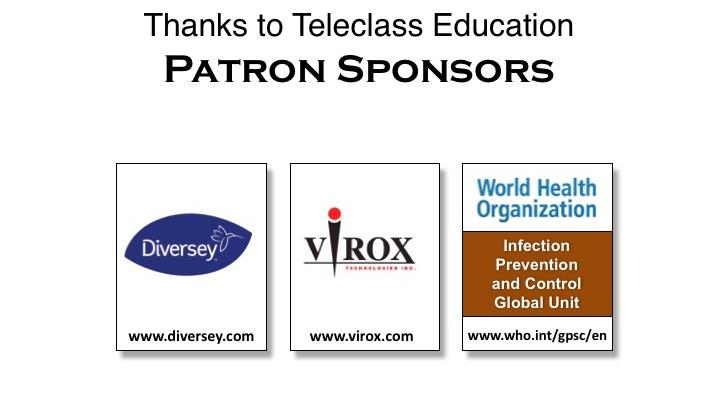 Thanks to Teleclass Education
PATRON SPONSORS
Diversey
www.diversey.com
VIROX
TECHNOLOGIES INC.
www.virox.com
World Health
Organization
Infection
Prevention
and Control
Global Unit
www.who.int/gpsc/en